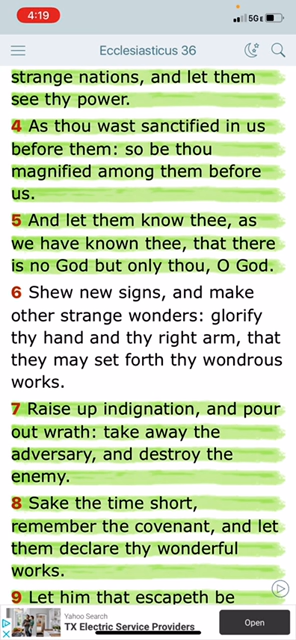 4:19
5GE
Ecclesiasticus 36
strange nations, and let them
see thy power.
4 As thou wast sanctified in us
before them: so be thou
magnified among them before
us.
5 And let them know thee, as
we have known thee, that there
is no God but only thou, O God.
6 Shew new signs, and make
other strange wonders: glorify
thy hand and thy right arm, that
they may set forth thy wondrous
works.
7 Raise up indignation, and pour
out wrath: take away the
adversary, and destroy the
enemy.
8 Sake the time short,
remember the covenant, and let
them declare thy wonderful
works.
9 Let him that escapeth be
Yahoo Search
TX Electric Service Providers
Open